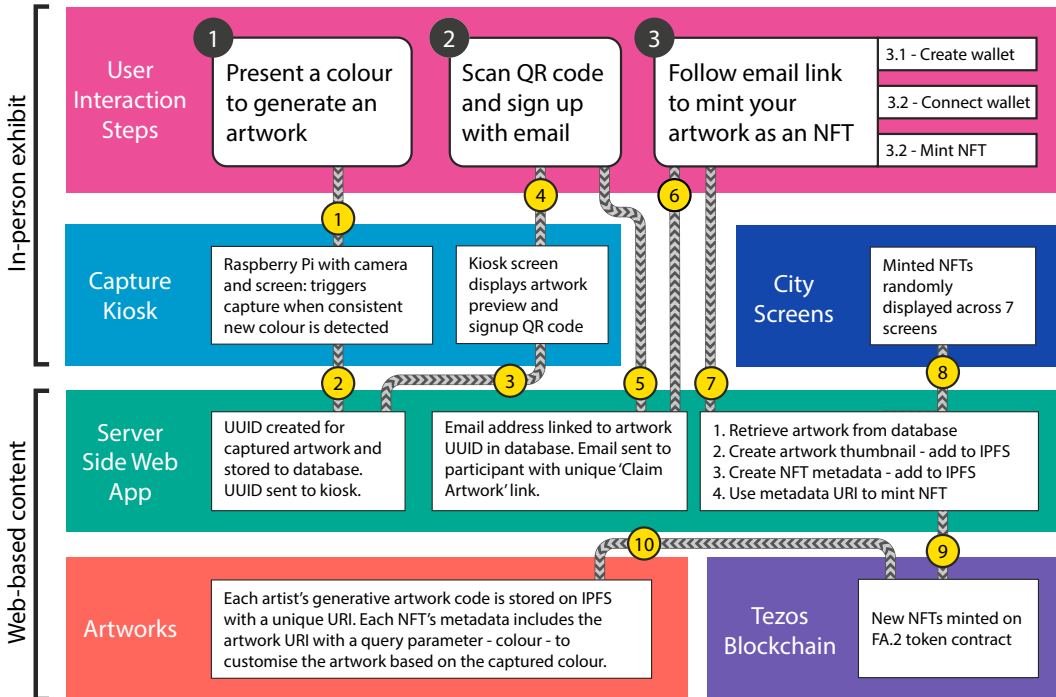 In-person exhibit
User
Interaction
Steps
1
Present a colour
to generate an
artwork
2
Scan QR code
and sign up
with email
3
Follow email link
to mint your
artwork as an NFT
3.1 - Create wallet
3.2 - Connect wallet
3.2 - Mint NFT
1
4
6
Capture
Kiosk
Raspberry Pi with camera
and screen: triggers
capture when consistent
new colour is detected
Kiosk screen
displays artwork
preview and
signup QR code
City
Screens
Minted NFTs
randomly
displayed across 7
screens
2
3
5
7
8
Web-based content
Server
Side Web
App
UUID created for
captured artwork and
stored to database.
UUID sent to kiosk.
Email address linked to artwork
UUID in database. Email sent to
participant with unique ‘Claim
Artwork’ link.
1. Retrieve artwork from database
2. Create artwork thumbnail - add to IPFS
3. Create NFT metadata - add to IPFS
4. Use metadata URI to mint NFT
10
9
Artworks
Each artist’s generative artwork code is stored on IPFS
with a unique URI. Each NFT’s metadata includes the
artwork URI with a query parameter - colour - to
customise the artwork based on the captured colour.
Tezos
Blockchain
New NFTs minted on
FA.2 token contract